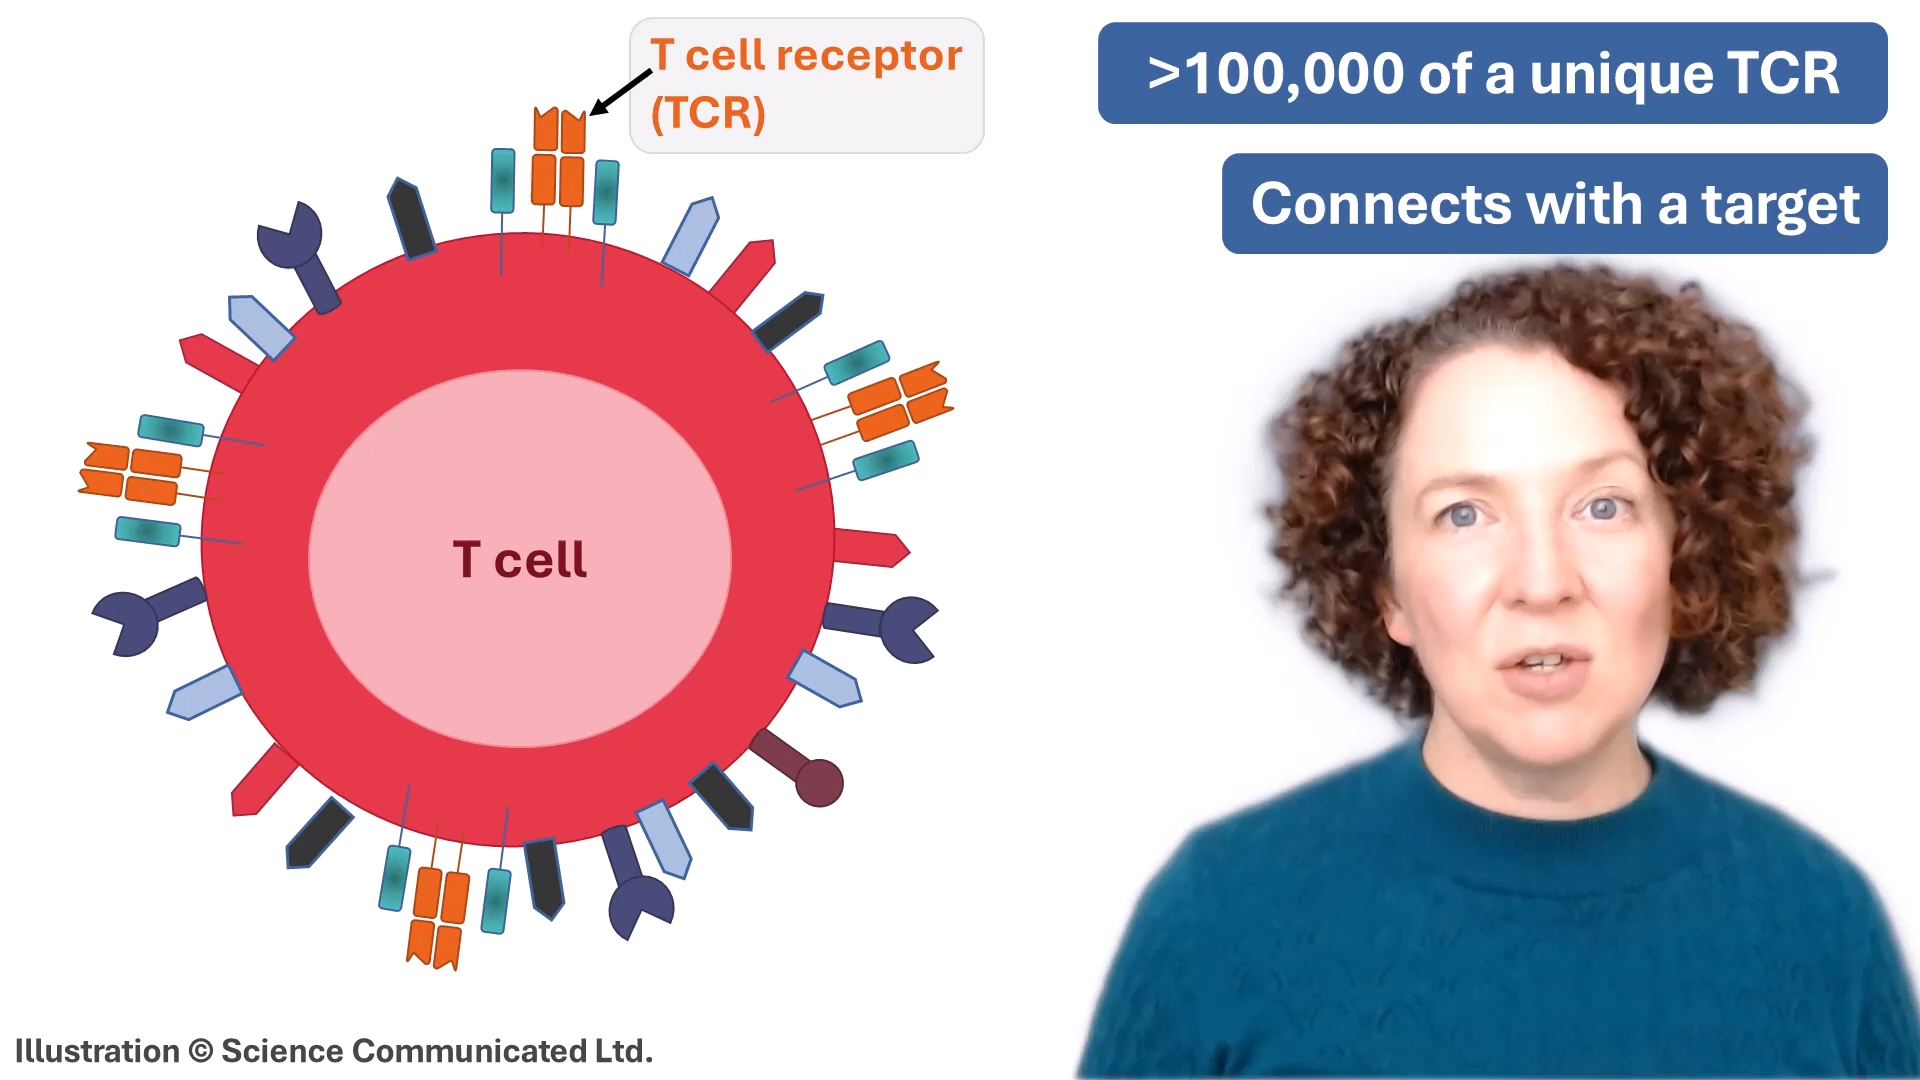 T cell receptor
(TCR)
>100,000 of a unique TCR
Connects with a target
T cell
Illustration © Science Communicated Ltd.